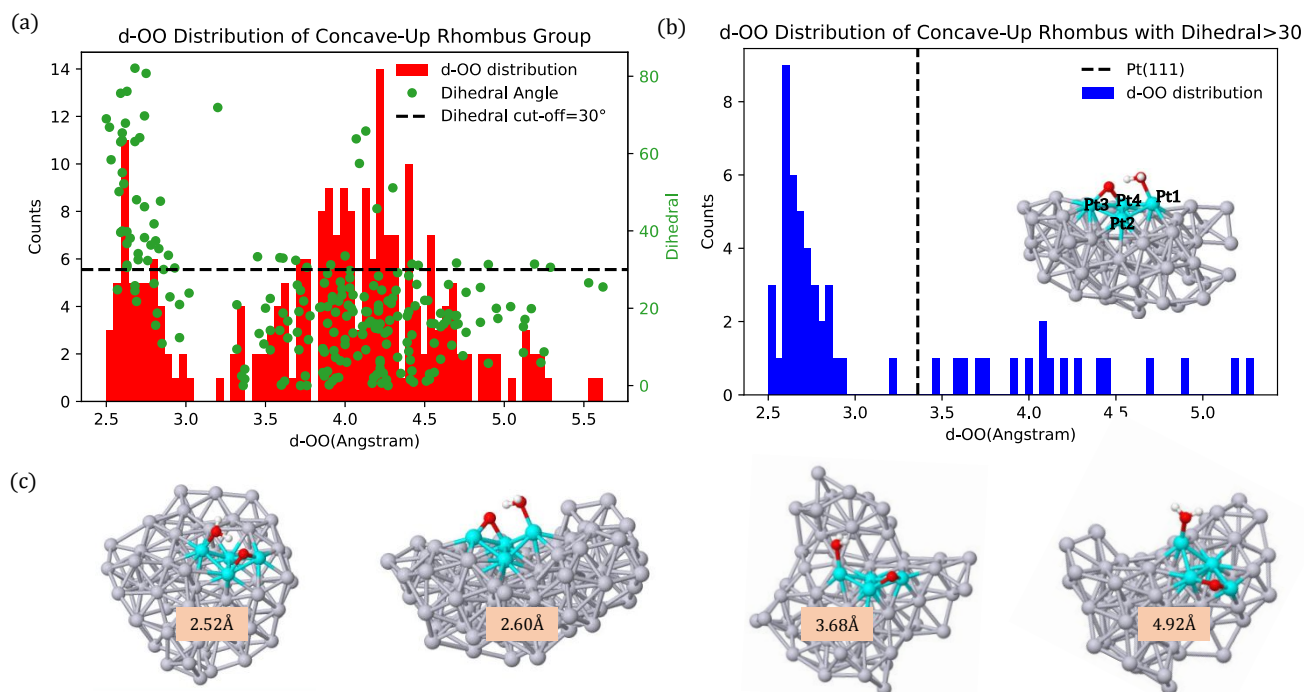 (a)
d-OO Distribution of Concave-Up Rhombus Group
d-OO distribution
Dihedral Angle
Dihedral cut-off=30°
Counts
14
12
10
8
6
4
2
0
80
60
40
20
0
Dihedral
2.5 3.0 3.5 4.0 4.5 5.0 5.5
d-OO(Angstram)
(b)
d-OO Distribution of Concave-Up Rhombus with Dihedral>30
Pt(111)
d-OO distribution
Counts
8
6
4
2
0
Pt3 Pt4 Pt1
Pt2
2.5 3.0 3.5 4.0 4.5 5.0
d-OO(Angstram)
(c)
2.52Å
2.60Å
3.68Å
4.92Å